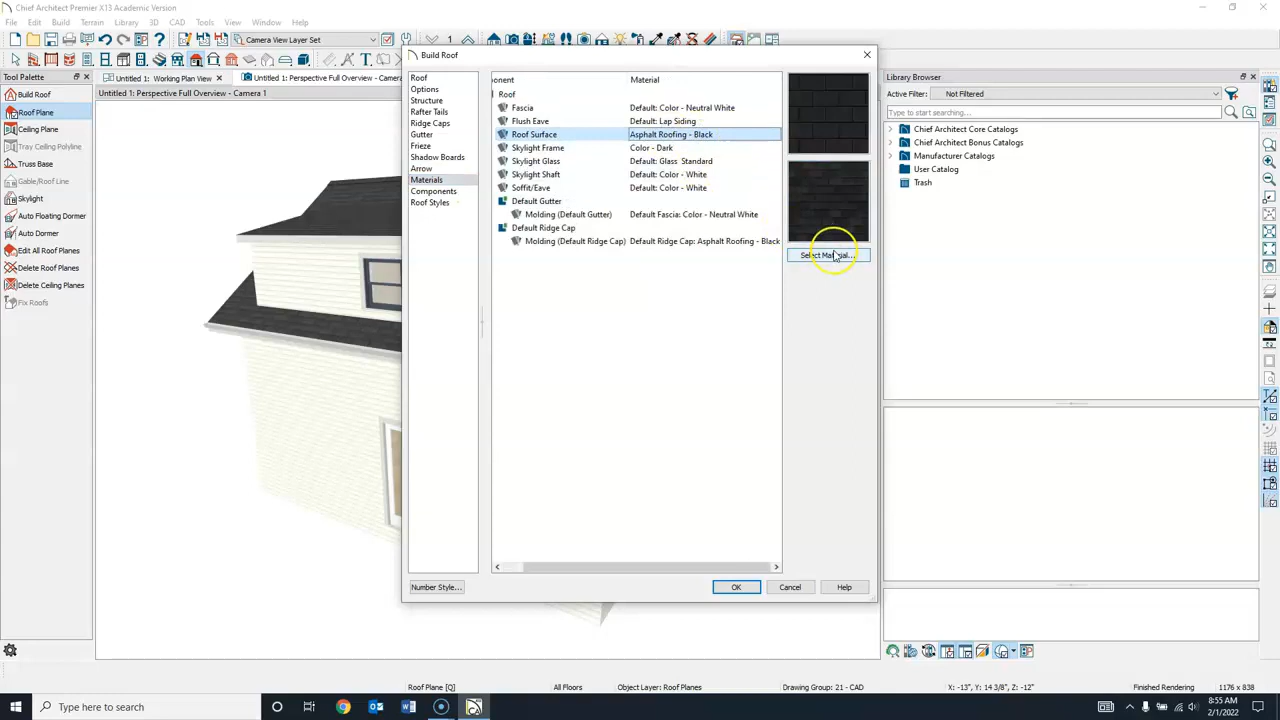 Chief Architect Premier X13 Academic Version
File Edit Build Terrain Library 3D CAD Tools View Window Help
Camera View Layer Set
Tool Palette
Untitled 1: Working Plan View
Untitled 1: Perspective Full Overview - Camera
Untitled 1: Perspective Full Overview - Camera 1
Build Roof
Roof Plane
Ceiling Plane
Tray Ceiling Polyline
Truss Base
Gable/Roof Line
Skylight
Auto Floating Dormer
Auto Dormer
Edit All Roof Planes
Delete Roof Planes
Delete Ceiling Planes
Fix Roofs
Build Roof
Roof
Options
Structure
Rafter Tails
Ridge Caps
Gutter
Frieze
Shadow Boards
Arrow
Materials
Components
Roof Styles
onent Material
Roof
Fascia Default: Color - Neutral White
Flush Eave Default: Lap Siding
Roof Surface Asphalt Roofing - Black
Skylight Frame Color - Dark
Skylight Glass Default: Glass Standard
Skylight Shaft Default: Color - White
Soffit/Eave Default: Color - White
Default Gutter
Molding (Default Gutter) Default Fascia: Color - Neutral White
Default Ridge Cap
Molding (Default Ridge Cap) Default Ridge Cap: Asphalt Roofing - Black
Select Material...
Number Style...
OK Cancel Help
Library Browser
Active Filter: Not Filtered
Type to start searching...
Chief Architect Core Catalogs
Chief Architect Bonus Catalogs
Manufacturer Catalogs
User Catalog
Trash
Roof Plane [Q] All Floors Object Layer: Roof Planes Drawing Group: 21 - CAD X: -13", Y: 14 3/8", Z: -12" Finished Rendering 1176 x 838
Type here to search
8:55 AM
2/1/2022